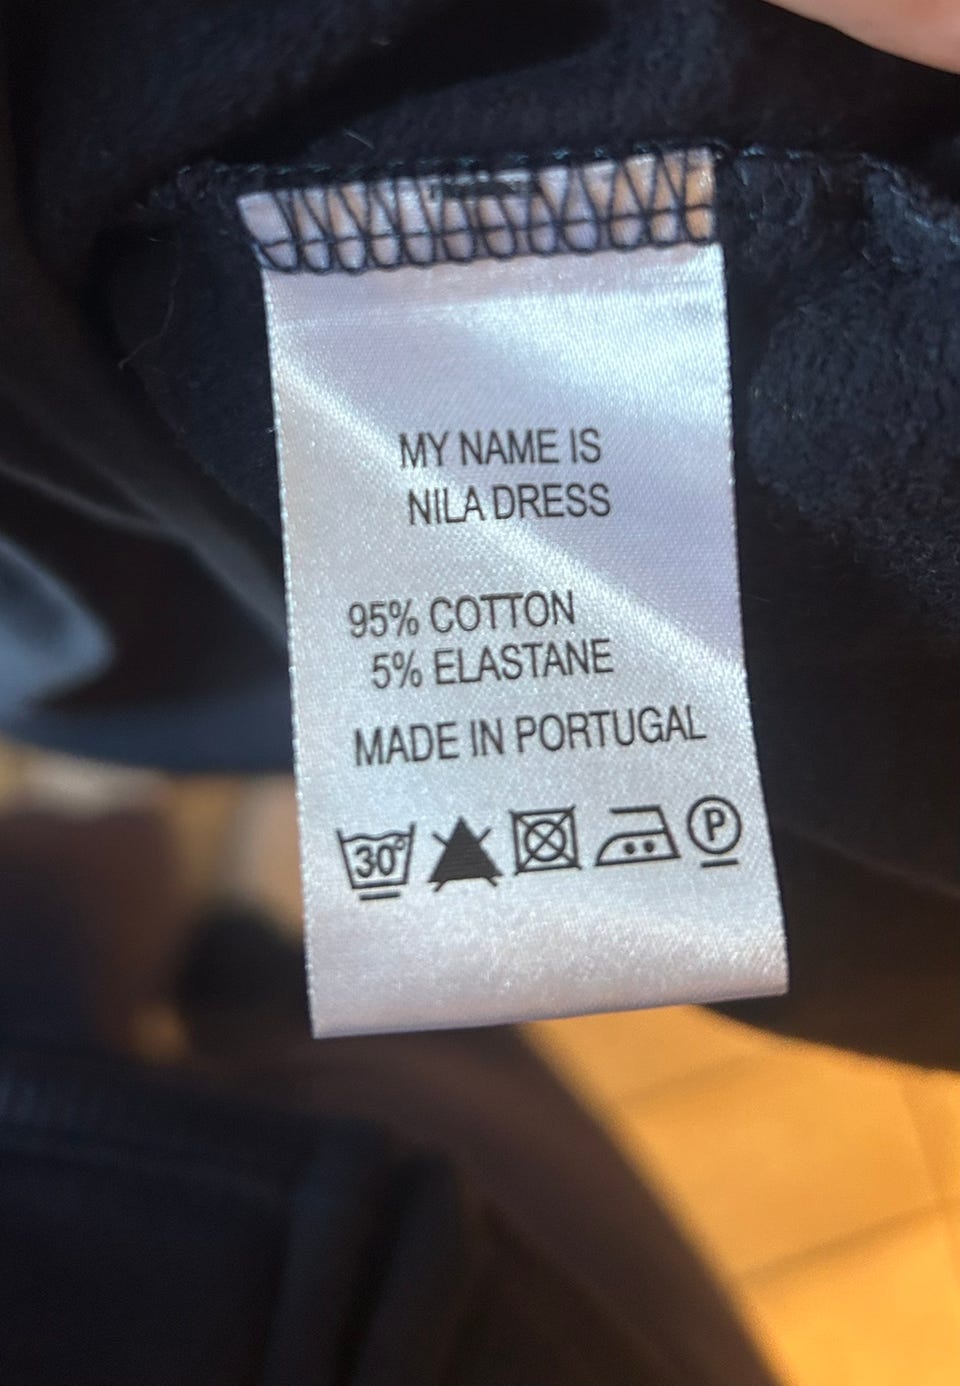 MY NAME IS
NILA DRESS
95% COTTON
5% ELASTANE
MADE IN PORTUGAL
30° P